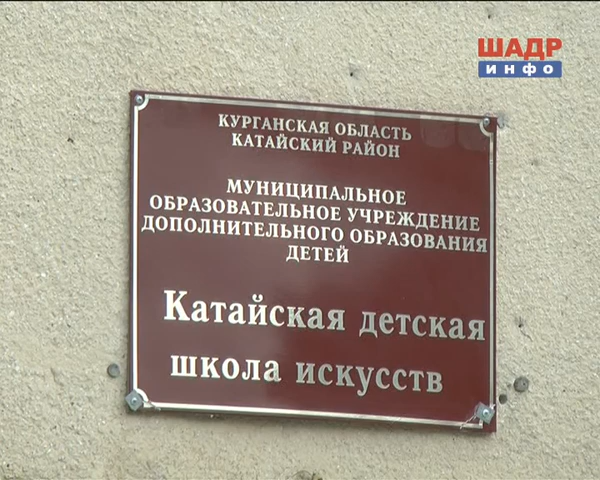 ШАДР
инфо
КУРГАНСКАЯ ОБЛАСТЬ
КАТАЙСКИЙ РАЙОН
МУНИЦИПАЛЬНОЕ
ОБРАЗОВАТЕЛЬНОЕ УЧРЕЖДЕНИЕ
ДОПОЛНИТЕЛЬНОГО ОБРАЗОВАНИЯ
ДЕТЕЙ
Катайская детская
школа искусств